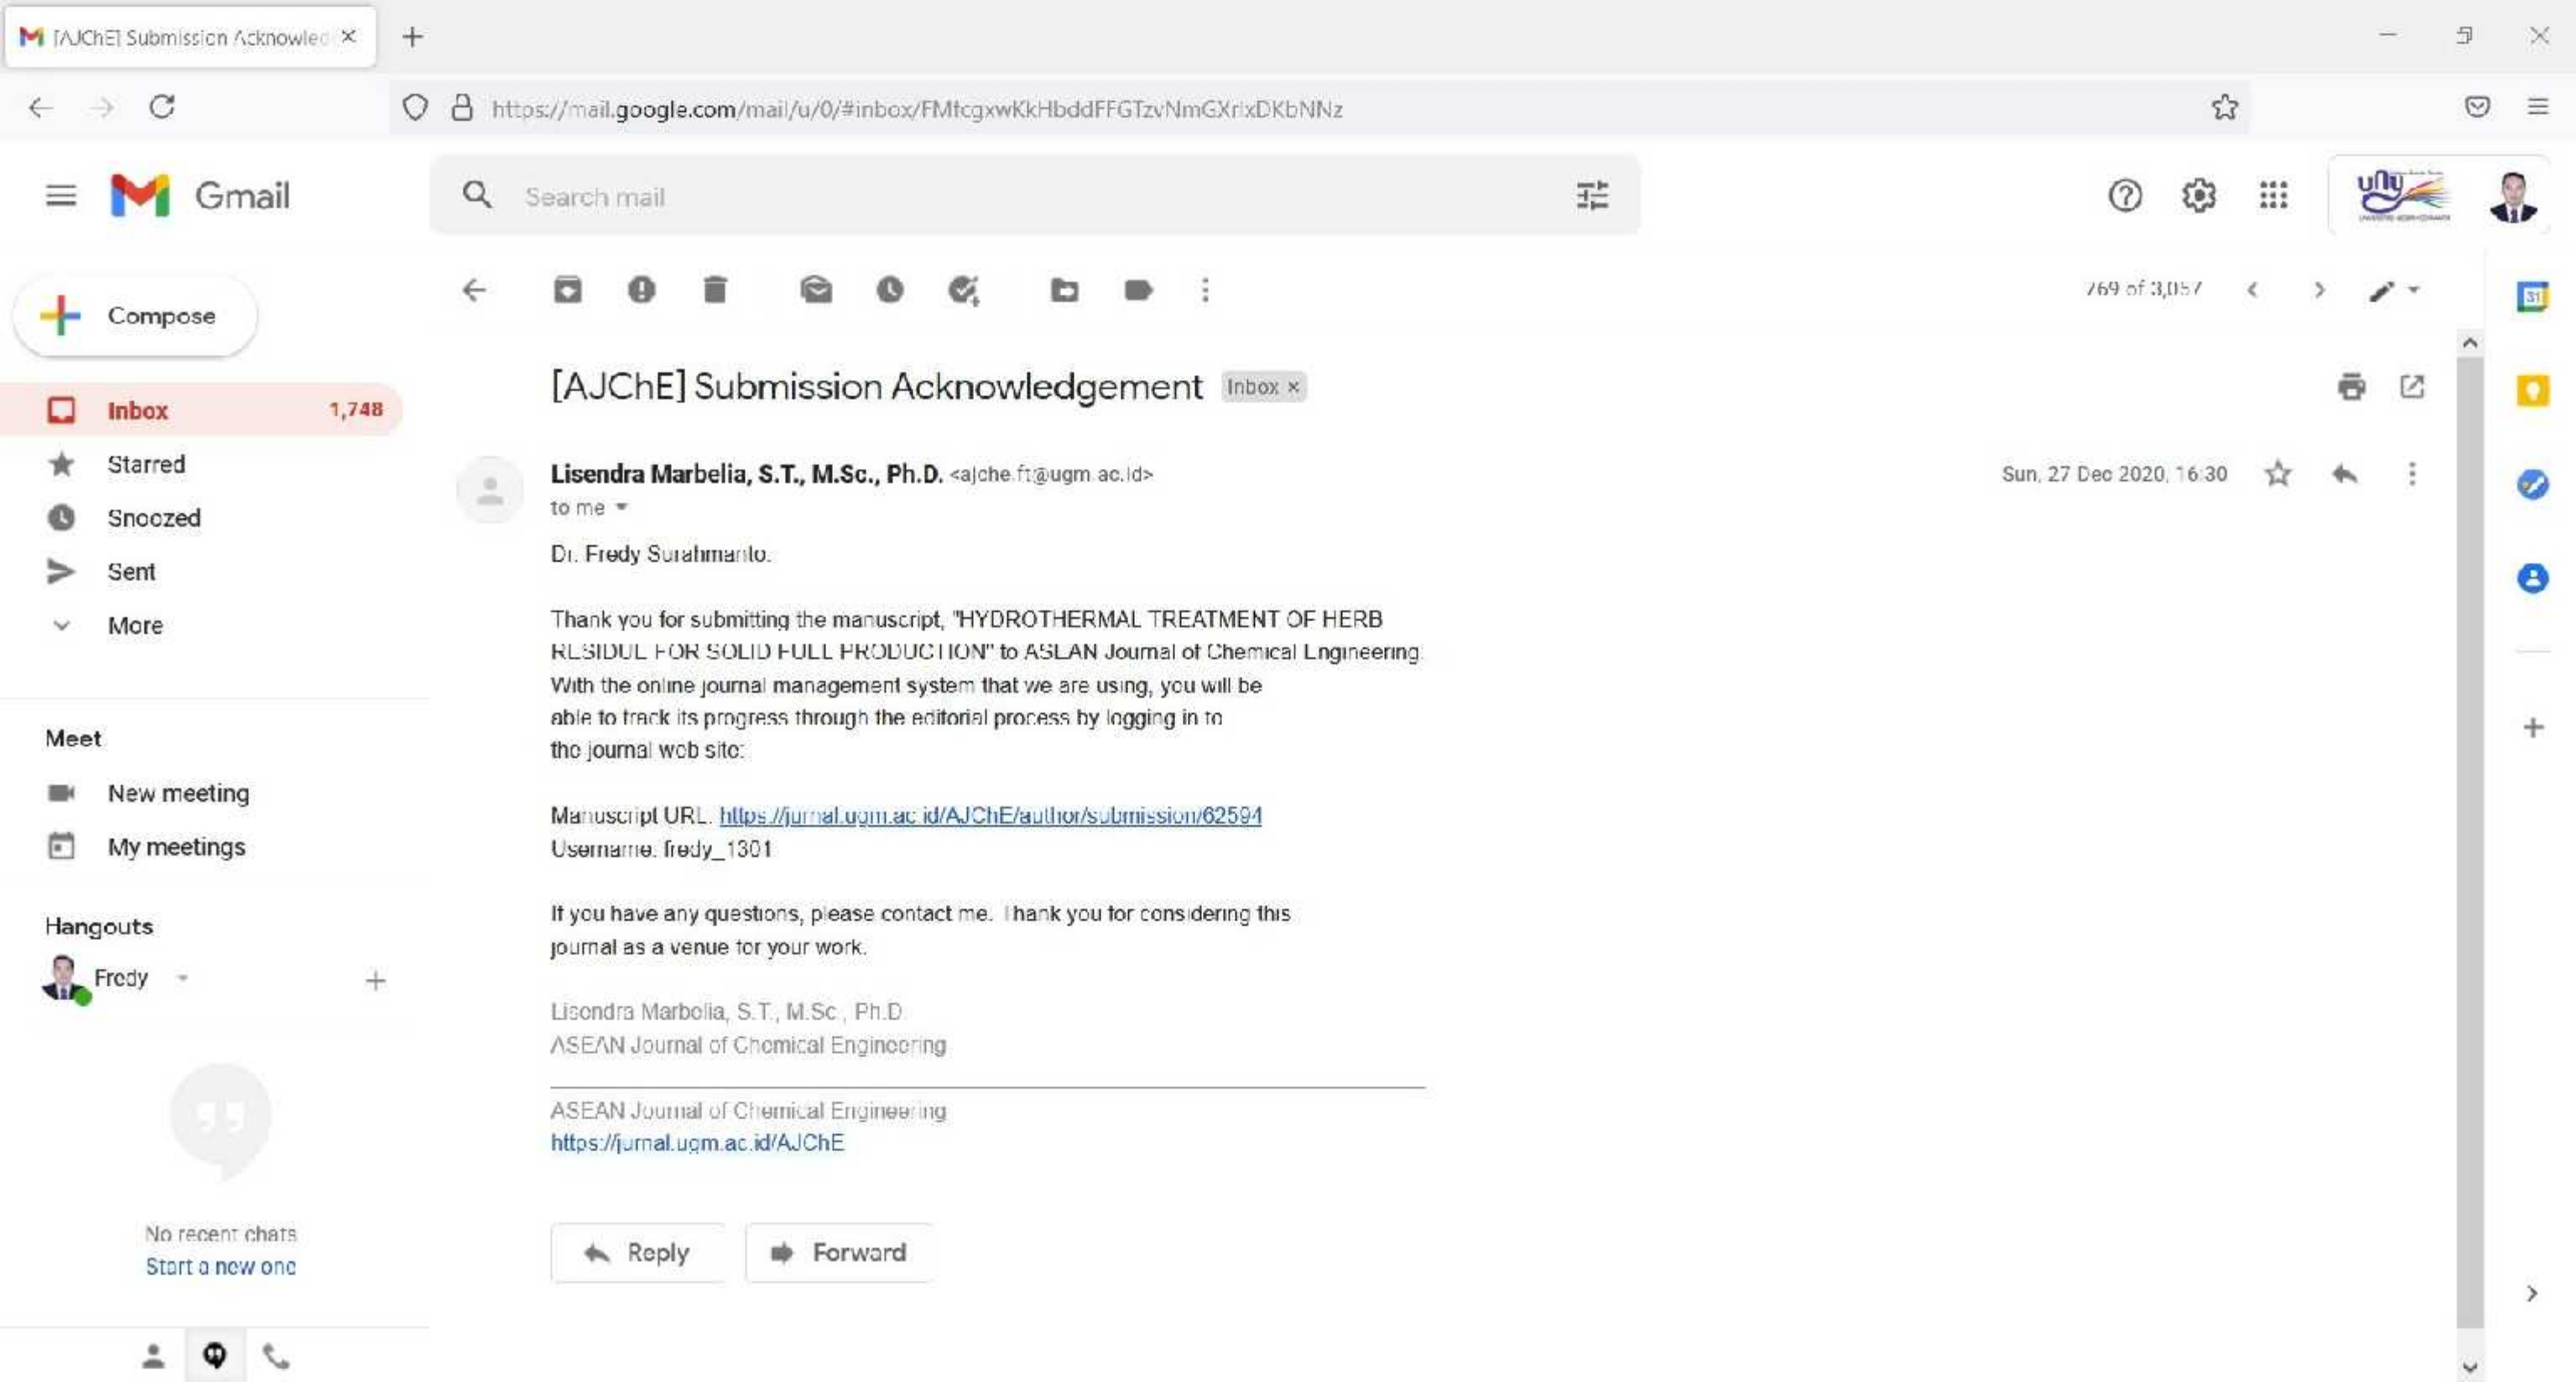 [AJChE] Submission Acknowled
https://mail.google.com/mail/u/0/#inbox/FMfcgxwKkHbddFFGTzvNmGXrlxDKbNNz
Gmail
Search mail
uny
Compose
769 of 3,057
31
[AJChE] Submission Acknowledgement Inbox ×
Inbox 1,748
Starred
Snoozed
Sent
More
Lisendra Marbelia, S.T., M.Sc., Ph.D. <ajche.ft@ugm.ac.id>
Sun, 27 Dec 2020, 16:30
to me
Dr. Fredy Surahmanto:
Thank you for submitting the manuscript, "HYDROTHERMAL TREATMENT OF HERB
RESIDUE FOR SOLID FUEL PRODUCTION" to ASEAN Journal of Chemical Engineering.
With the online journal management system that we are using, you will be
able to track its progress through the editorial process by logging in to
the journal web site:
Manuscript URL: https://jurnal.ugm.ac.id/AJChE/author/submission/62594
Username: fredy_1301
If you have any questions, please contact me. Thank you for considering this
journal as a venue for your work.
Lisendra Marbelia, S.T., M.Sc., Ph.D.
ASEAN Journal of Chemical Engineering
ASEAN Journal of Chemical Engineering
https://jurnal.ugm.ac.id/AJChE
Reply
Forward
Meet
New meeting
My meetings
Hangouts
Fredy
No recent chats
Start a new one